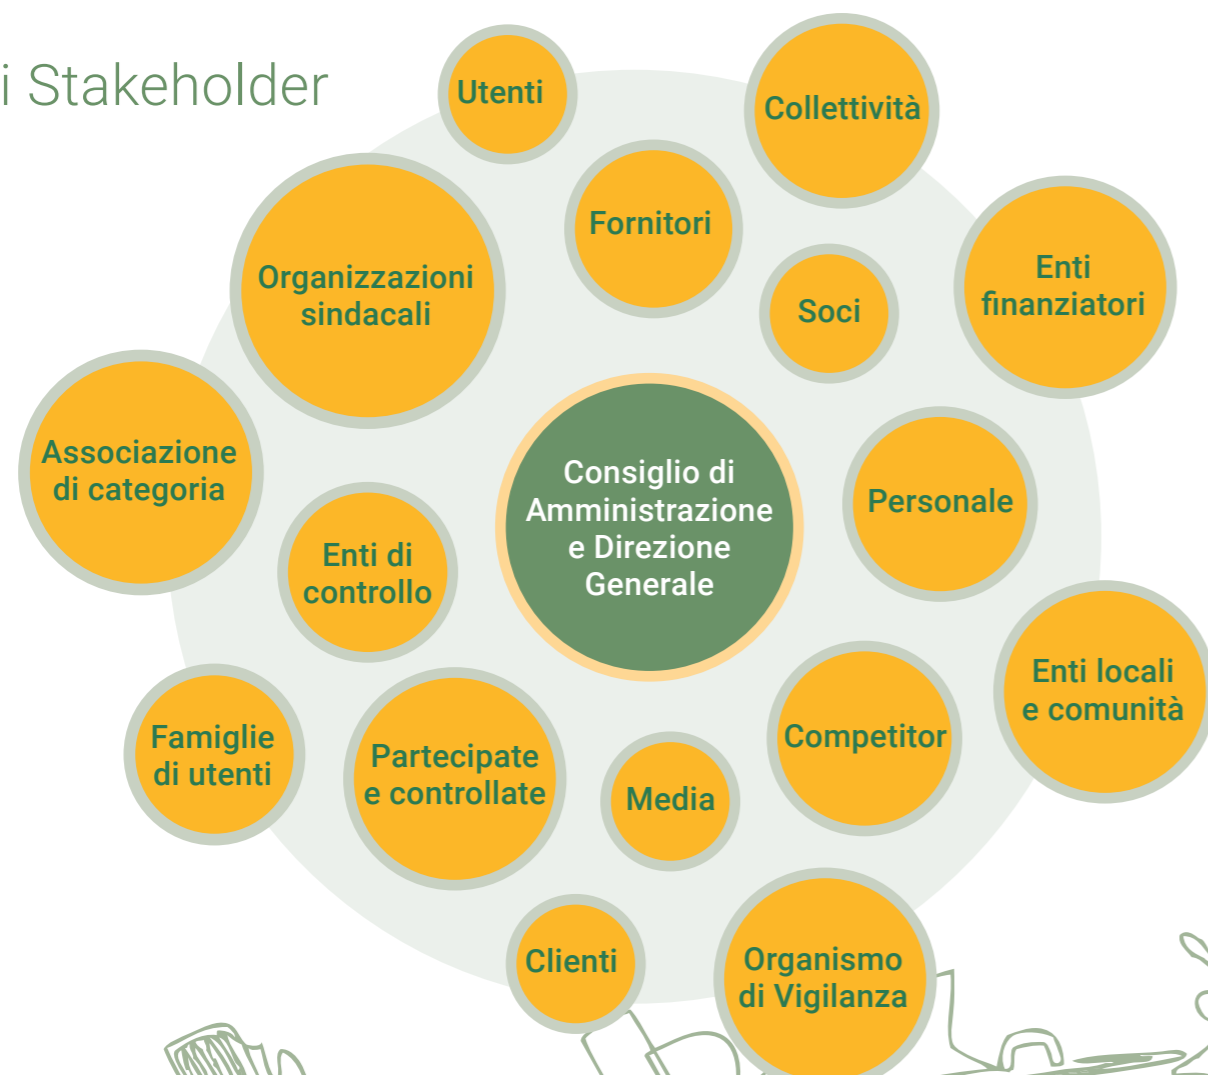 i Stakeholder
Utenti
Collettività
Fornitori
Organizzazioni
sindacali
Soci
Enti
finanziatori
Associazione
di categoria
Consiglio di
Amministrazione
e Direzione
Generale
Personale
Enti di
controllo
Enti locali
e comunità
Famiglie
di utenti
Partecipate
e controllate
Competitor
Media
Clienti
Organismo
di Vigilanza